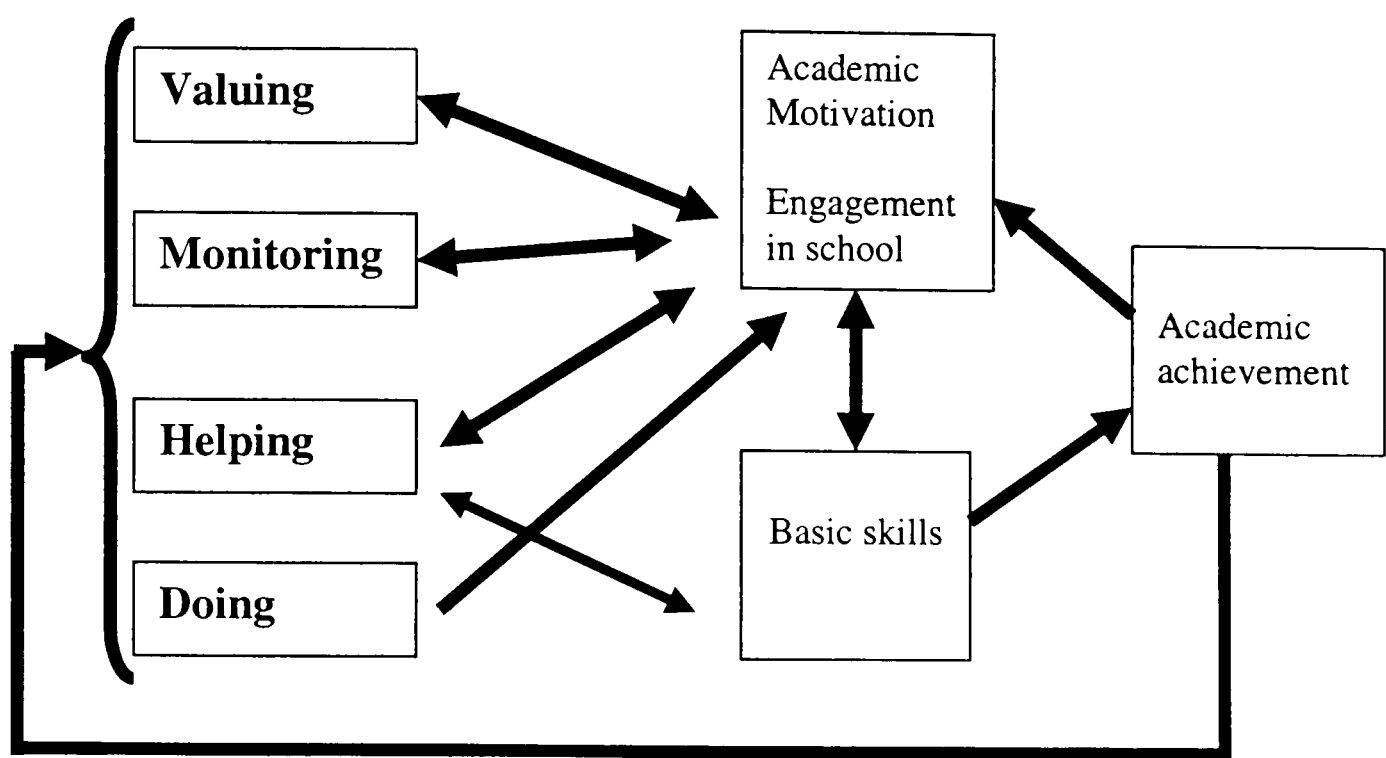 Valuing
Monitoring
Helping
Doing
Academic
Motivation
Engagement
in school
Basic skills
Academic
achievement